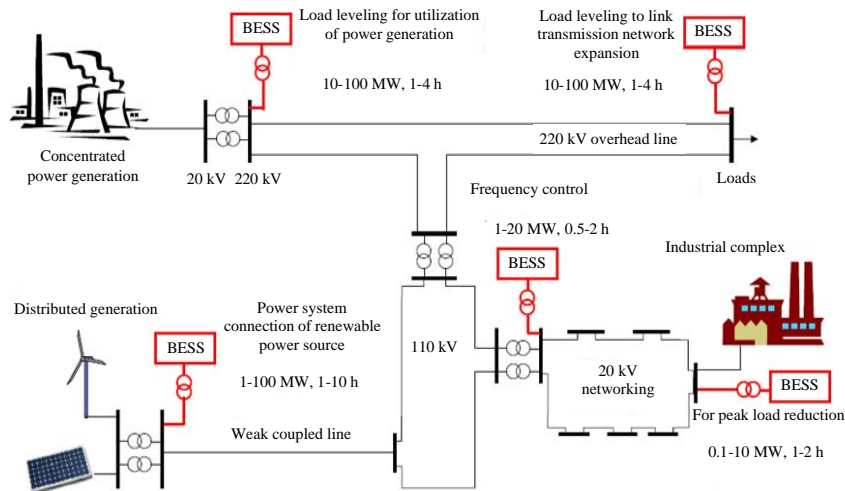 BESS
Load leveling for utilization
of power generation
10-100 MW, 1-4 h
Load leveling to link
transmission network
expansion
10-100 MW, 1-4 h
BESS
Concentrated
power generation
20 kV
220 kV
220 kV overhead line
Loads
Frequency control
1-20 MW, 0.5-2 h
BESS
Industrial complex
Distributed generation
BESS
Power system
connection of renewable
power source
1-100 MW, 1-10 h
110 kV
20 kV
networking
BESS
For peak load reduction
0.1-10 MW, 1-2 h
Weak coupled line